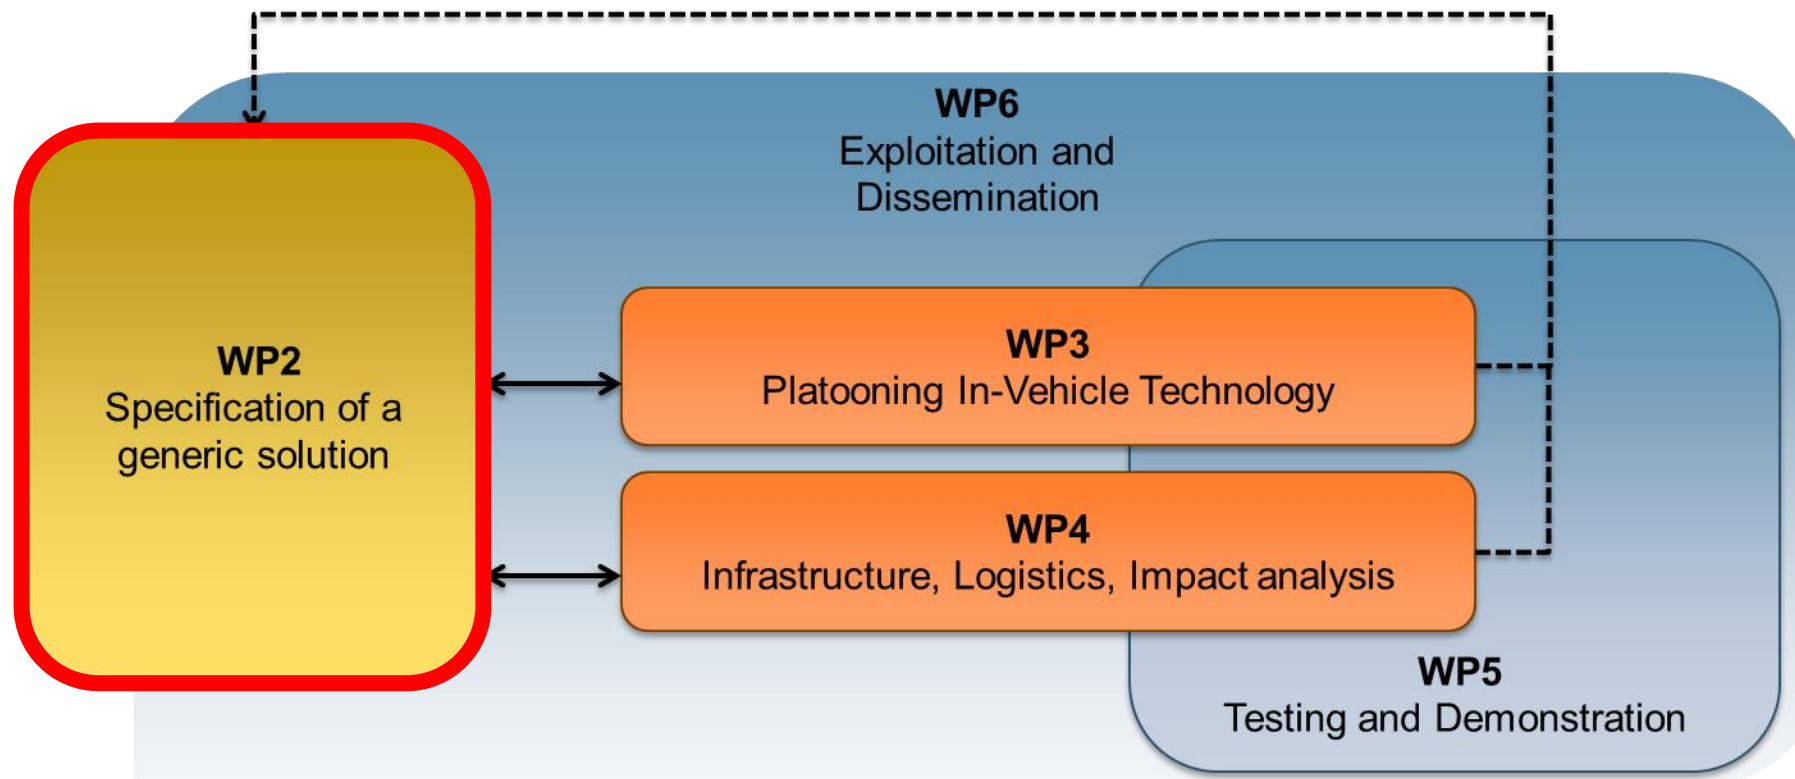 WP6
Exploitation and
Dissemination
WP2
Specification of a
generic solution
WP3
Platooning In-Vehicle Technology
WP4
Infrastructure, Logistics, Impact analysis
WP5
Testing and Demonstration